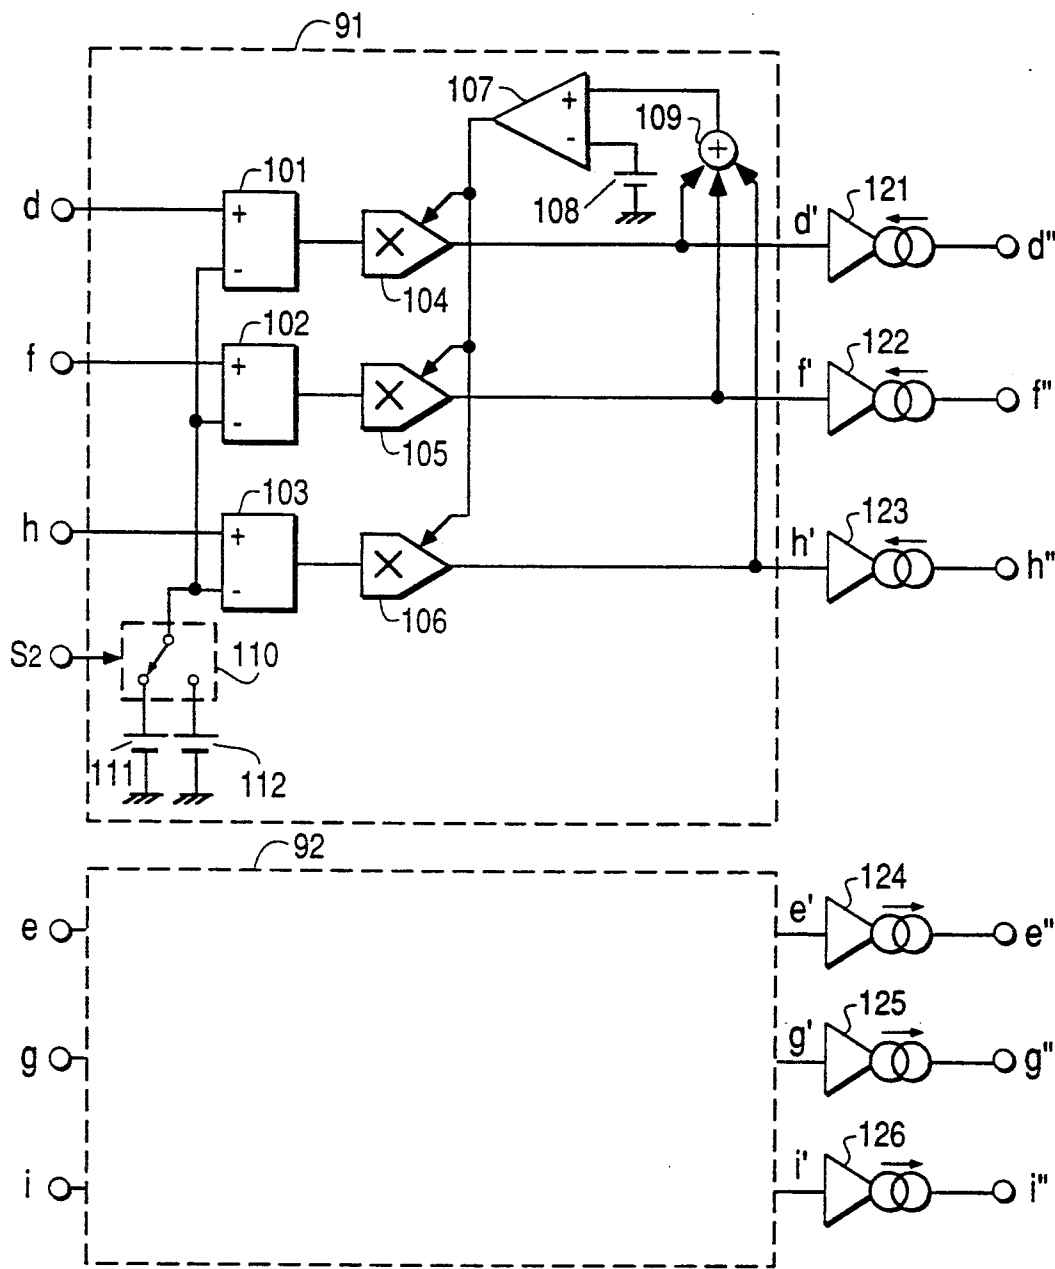 91
107
+
-
109
+
108
101
d
+
-
104
d'
121
d"
102
f
+
-
105
f'
122
f"
103
h
+
-
106
h'
123
h"
S2
110
111
112
92
e
e'
124
e"
g
g'
125
g"
i
i'
126
i"